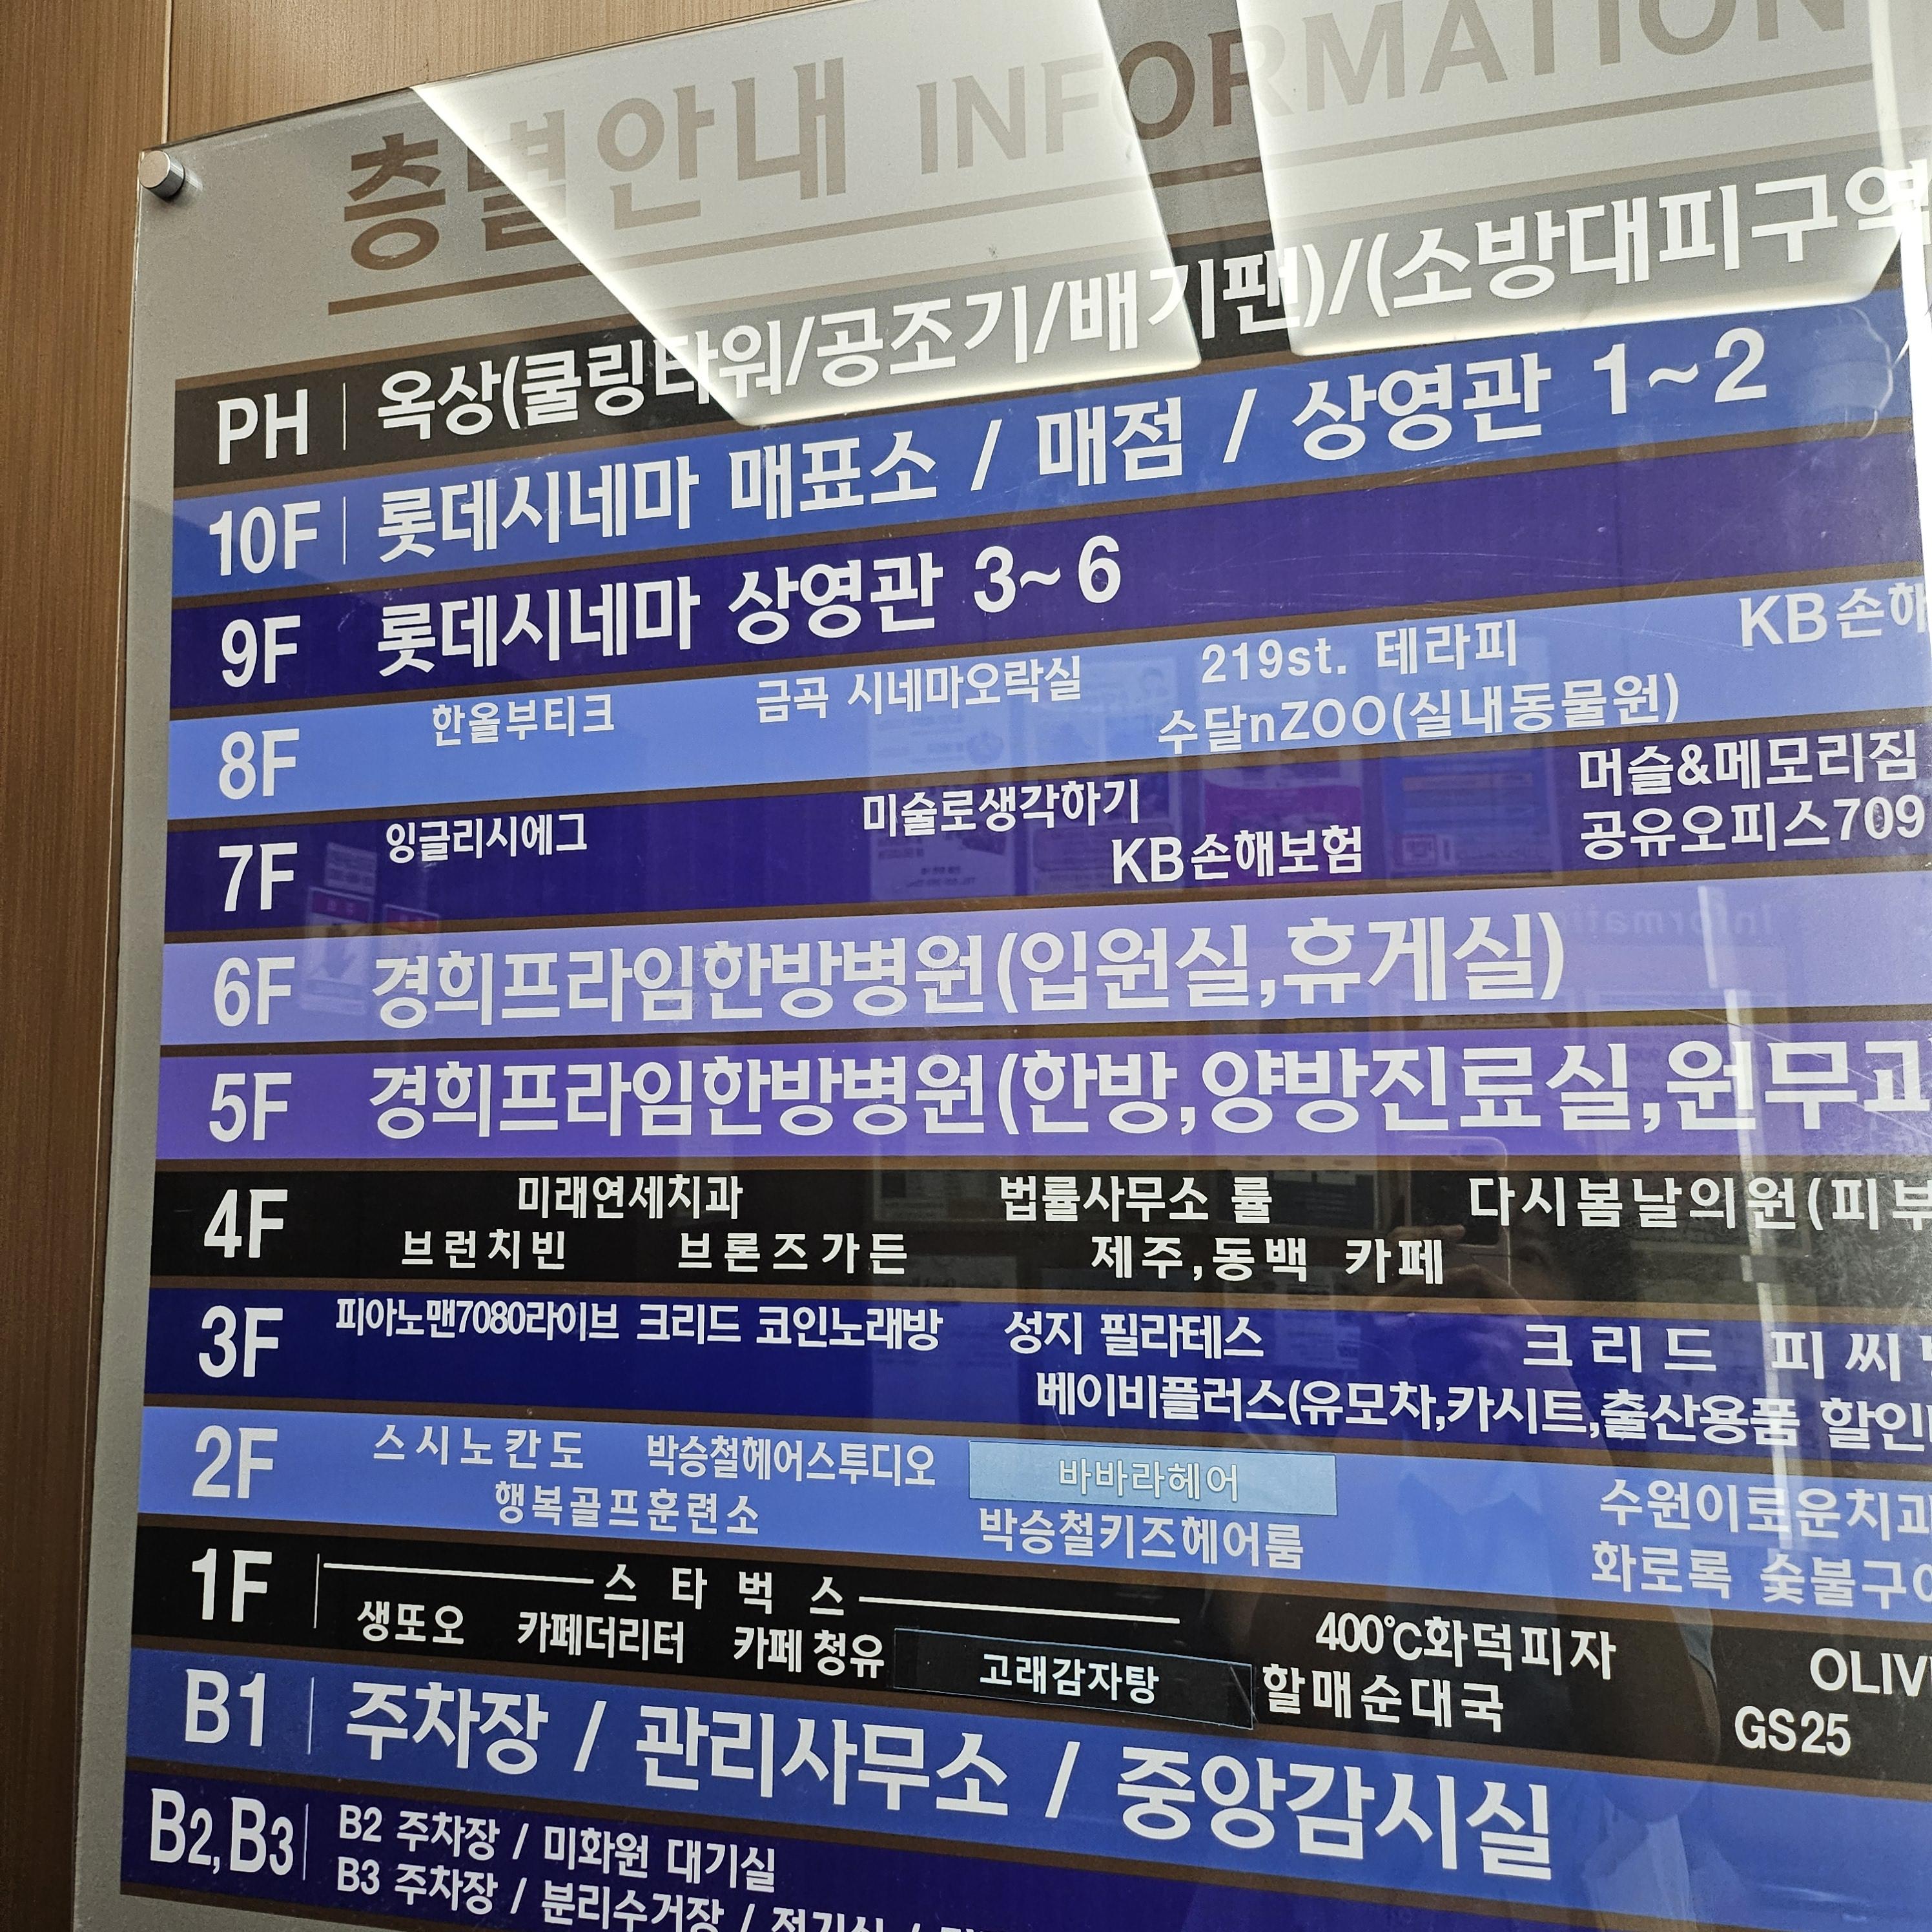 층별안내 INFORMATION
PH 옥상(쿨링타워/공조기/배기팬)/(소방대피구역
10F 롯데시네마 매표소 / 매점 / 상영관 1~2
9F 롯데시네마 상영관 3~6
8F 한올부티크 금곡 시네마오락실 219st. 테라피 KB손해
수달nZOO(실내동물원)
7F 잉글리시에그 미술로생각하기 머슬&메모리짐
KB손해보험 공유오피스709
6F 경희프라임한방병원(입원실,휴게실)
5F 경희프라임한방병원(한방,양방진료실,원무과
4F 미래연세치과 법률사무소 률 다시봄날의원(피부
브런치빈 브론즈가든 제주,동백 카페
3F 피아노맨7080라이브 크리드 코인노래방 성지 필라테스 크리드 피씨
베이비플러스(유모차,카시트,출산용품 할인
2F 스시노칸도 박승철헤어스투디오 바바라헤어 수원이로운치과
행복골프훈련소 박승철키즈헤어룸 화로록 숯불구이
1F 스타벅스 400℃화덕피자 OLIV
생또오 카페더리터 카페 청유 고래감자탕 할매순대국 GS25
B1 주차장 / 관리사무소 / 중앙감시실
B2,B3 B2 주차장 / 미화원 대기실
B3 주차장 / 분리수거장 / 전기실 /